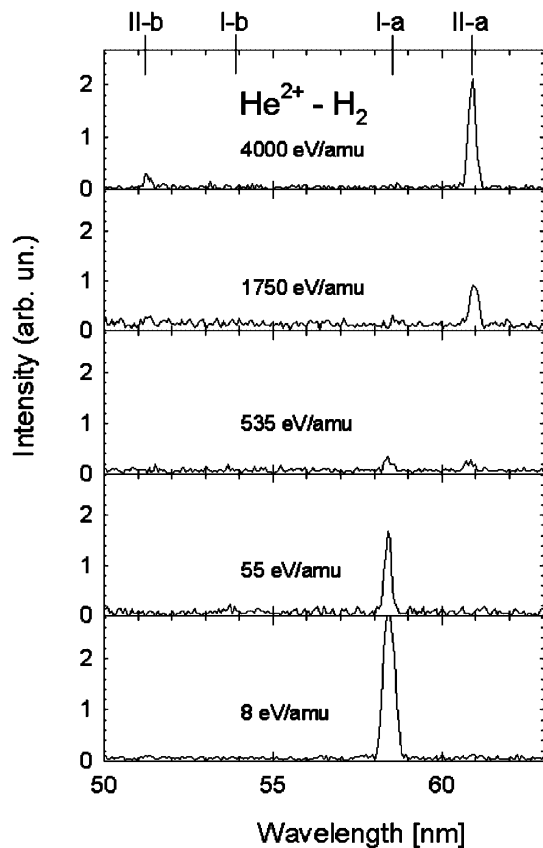 II-b I-b I-a II-a
He²⁺ - H₂
4000 eV/amu
2
1
0
1750 eV/amu
2
1
0
535 eV/amu
2
1
0
55 eV/amu
2
1
0
8 eV/amu
2
1
0
50 55 60
Wavelength [nm]
Intensity (arb. un.)